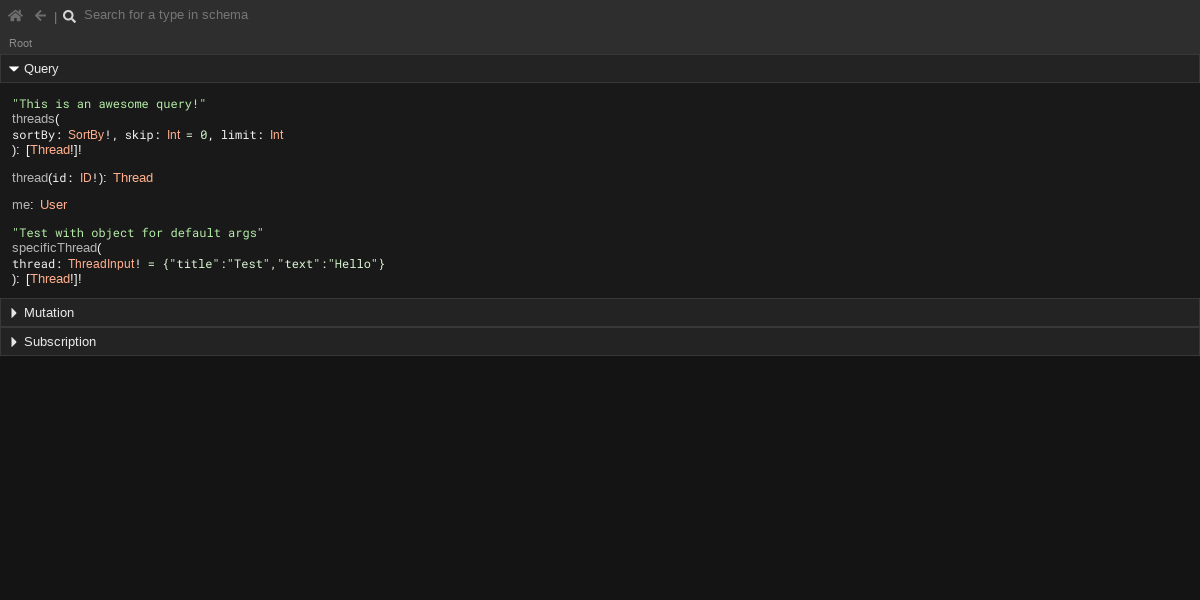 | Search for a type in schema
Root
Query
"This is an awesome query!"
threads(
sortBy: SortBy!, skip: Int = 0, limit: Int
): [Thread!]!
thread(id: ID!): Thread
me: User
"Test with object for default args"
specificThread(
thread: ThreadInput! = {"title":"Test","text":"Hello"}
): [Thread!]!
Mutation
Subscription